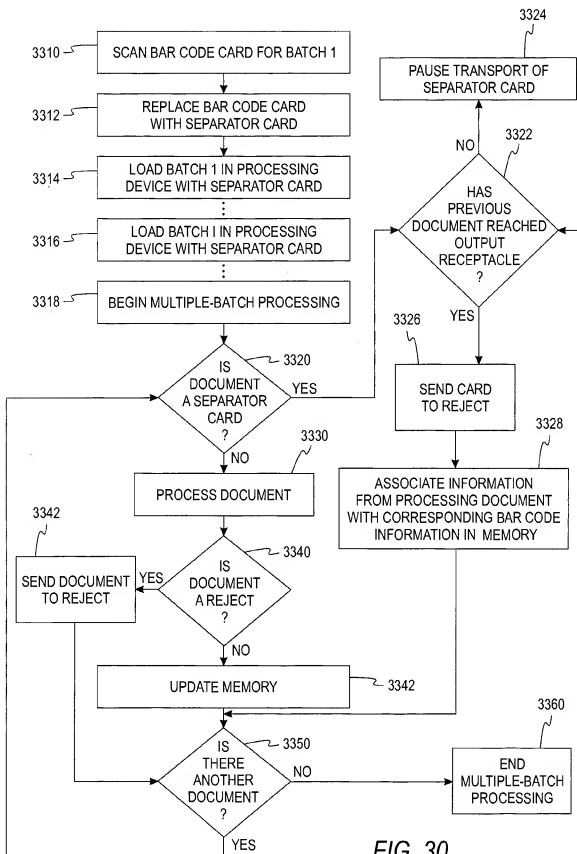 3310
SCAN BAR CODE CARD FOR BATCH 1
3312
REPLACE BAR CODE CARD
WITH SEPARATOR CARD
3314
LOAD BATCH 1 IN PROCESSING
DEVICE WITH SEPARATOR CARD
3316
LOAD BATCH I IN PROCESSING
DEVICE WITH SEPARATOR CARD
3318
BEGIN MULTIPLE-BATCH PROCESSING
3320
IS
DOCUMENT
A SEPARATOR
CARD
?
YES
NO
3324
PAUSE TRANSPORT OF
SEPARATOR CARD
NO
3322
HAS
PREVIOUS
DOCUMENT REACHED
OUTPUT
RECEPTACLE
?
YES
3326
SEND CARD
TO REJECT
3328
ASSOCIATE INFORMATION
FROM PROCESSING DOCUMENT
WITH CORRESPONDING BAR CODE
INFORMATION IN MEMORY
3330
PROCESS DOCUMENT
3340
IS
DOCUMENT
A REJECT
?
YES
NO
3342
SEND DOCUMENT
TO REJECT
UPDATE MEMORY
3342
3350
IS
THERE
ANOTHER
DOCUMENT
?
NO
YES
3360
END
MULTIPLE-BATCH
PROCESSING
FIG. 30